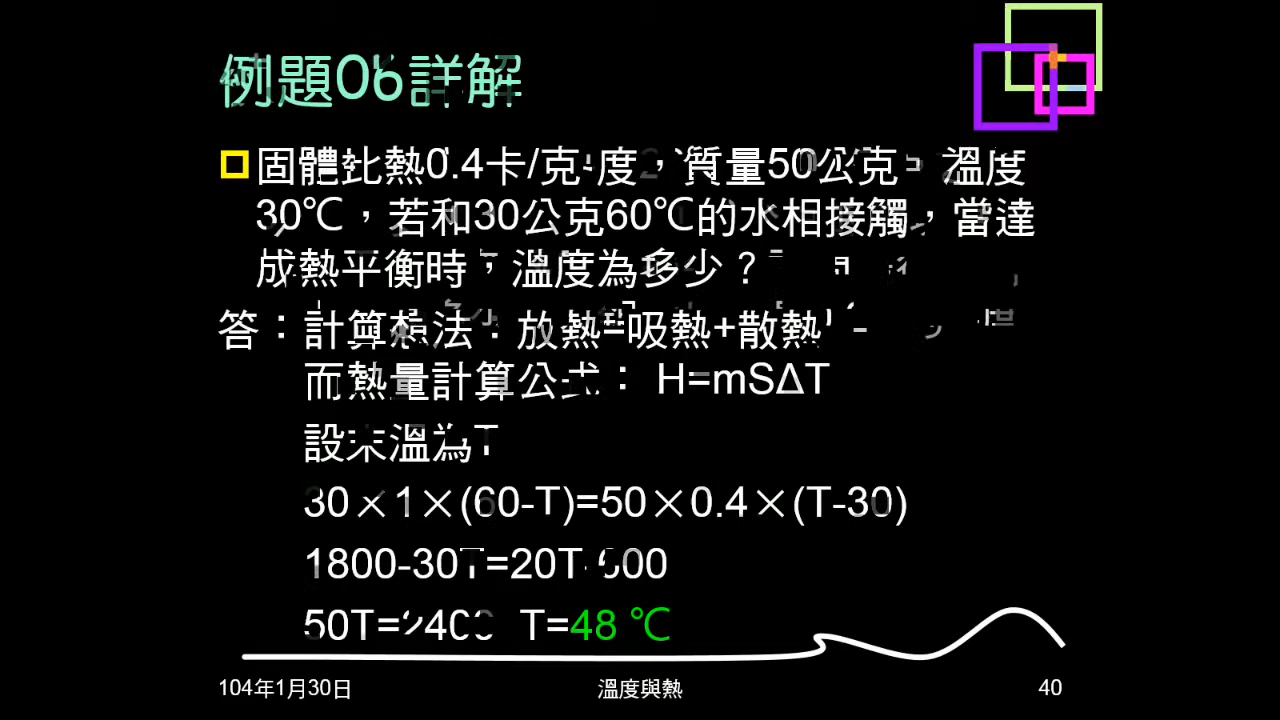 例題06詳解
固體比熱0.4卡/克-度，質量50公克，溫度
30℃，若和30公克60℃的水相接觸，當達
成熱平衡時，溫度為多少？
答：計算想法：放熱=吸熱+散熱
而熱量計算公式： H=mSΔT
設末溫為T
30×1×(60-T)=50×0.4×(T-30)
1800-30T=20T-600
50T=2400 T=48 ℃
104年1月30日
溫度與熱
40